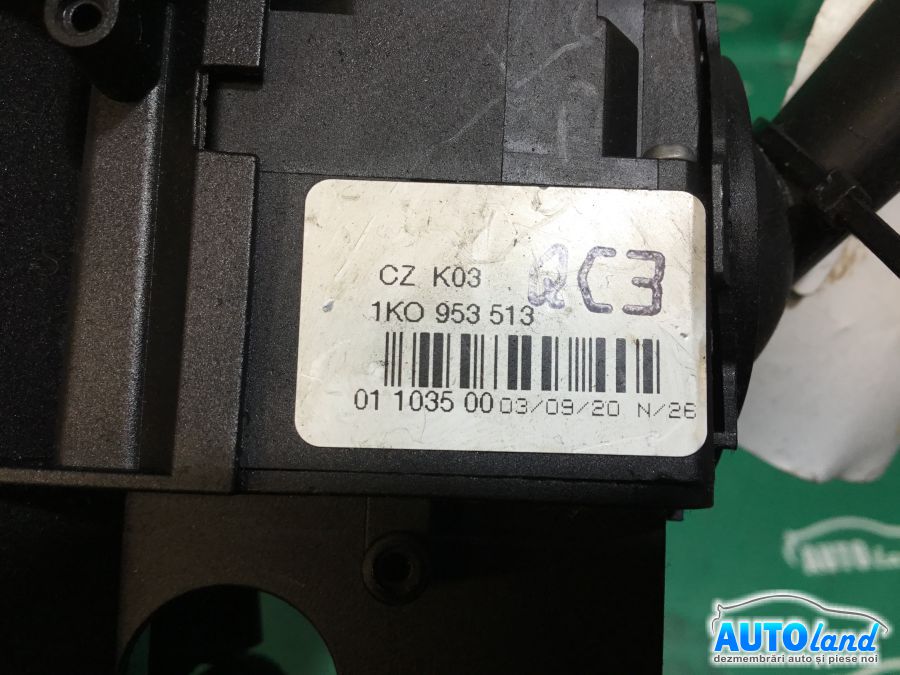 CZ K03
QC3
1KO 953 513
01 1035 00 03/09/20 N/26
AUTOland
AUTOland
dezmembrări auto și piese noi